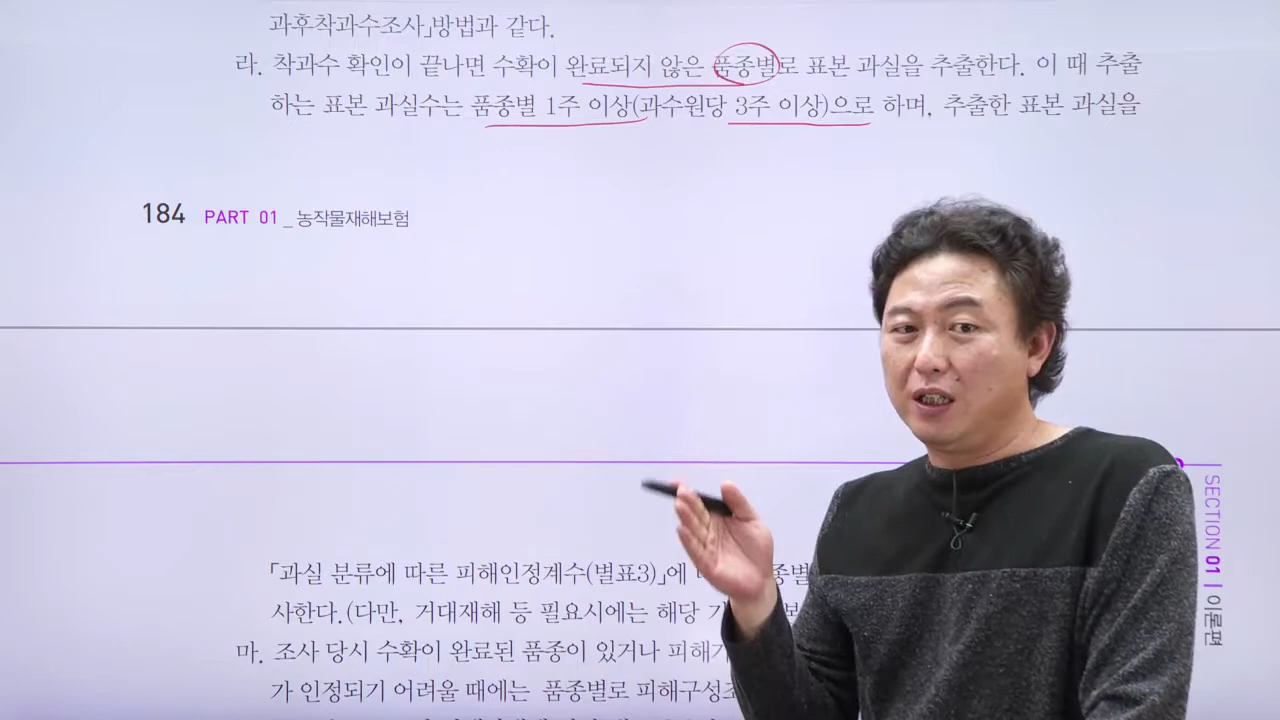 과후착과수조사」방법과 같다.
라. 착과수 확인이 끝나면 수확이 완료되지 않은 품종별로 표본 과실을 추출한다. 이 때 추출
하는 표본 과실수는 품종별 1주 이상(과수원당 3주 이상)으로 하며, 추출한 표본 과실을
184 PART 01 _ 농작물재해보험
SECTION 01 | 이론편
「과실 분류에 따른 피해인정계수(별표3)」에
사한다.(다만, 거대재해 등 필요시에는 해당
마. 조사 당시 수확이 완료된 품종이 있거나
가 인정되기 어려울 때에는 품종별로